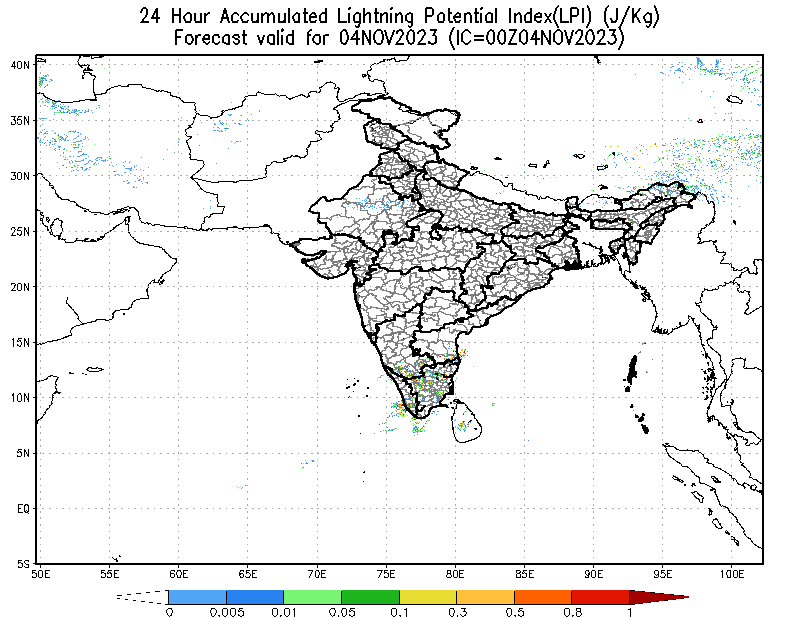 24 Hour Accumulated Lightning Potential Index(LPI) (J/Kg)
Forecast valid for 04NOV2023 (IC=00Z04NOV2023)
40N
35N
30N
25N
20N
15N
10N
5N
EQ
5S
50E 55E 60E 65E 70E 75E 80E 85E 90E 95E 100E
0 0.005 0.01 0.05 0.1 0.3 0.5 0.8 1